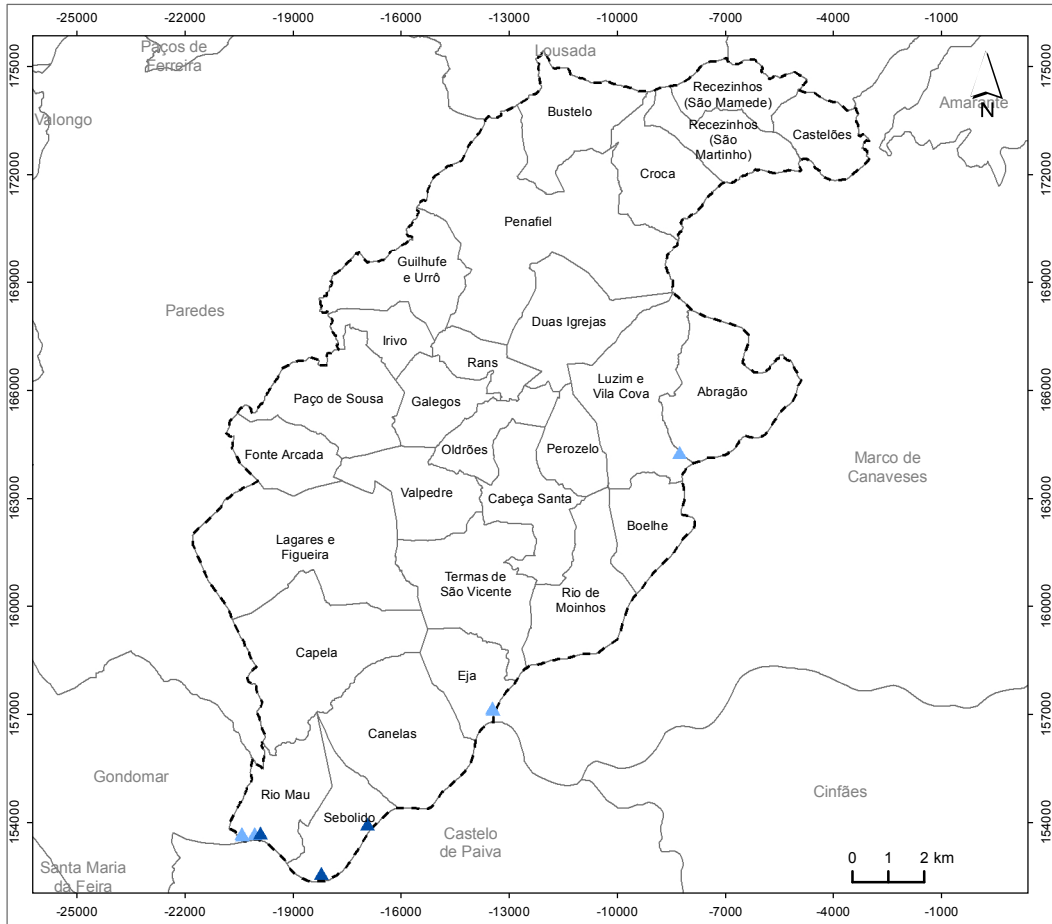 -25000 -22000 -19000 -16000 -13000 -10000 -7000 -4000 -1000
Paços de
Ferreira
Lousada
175000
175000
Recezinhos
(São Mamede)
Amarante
N
Valongo
Bustelo
Recezinhos
(São
Martinho)
Castelões
172000
172000
Croca
Penafiel
Guilhufe
e Urrô
169000
169000
Paredes
Duas Igrejas
Irivo
Rans
Luzim e
Vila Cova
Abragão
166000
166000
Paço de Sousa
Galegos
Fonte Arcada
Oldrões
Perozelo
Marco de
Canaveses
Valpedre
Cabeça Santa
163000
163000
Boelhe
Lagares e
Figueira
Termas de
São Vicente
Rio de
Moinhos
160000
160000
Capela
Eja
157000
157000
Canelas
Gondomar
Rio Mau
Cinfães
Sebolido
154000
154000
Castelo
de Paiva
Santa Maria
da Feira
0 1 2 km
-25000 -22000 -19000 -16000 -13000 -10000 -7000 -4000 -1000